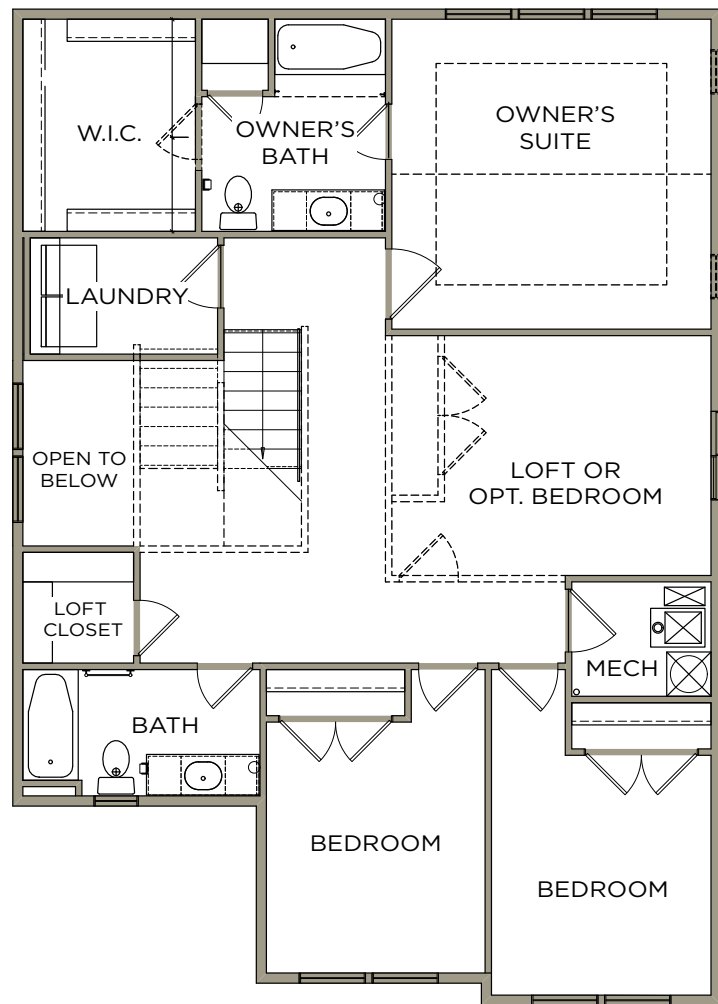 W.I.C.
OWNER'S
BATH
OWNER'S
SUITE
LAUNDRY
OPEN TO
BELOW
LOFT OR
OPT. BEDROOM
LOFT
CLOSET
MECH
BATH
BEDROOM
BEDROOM